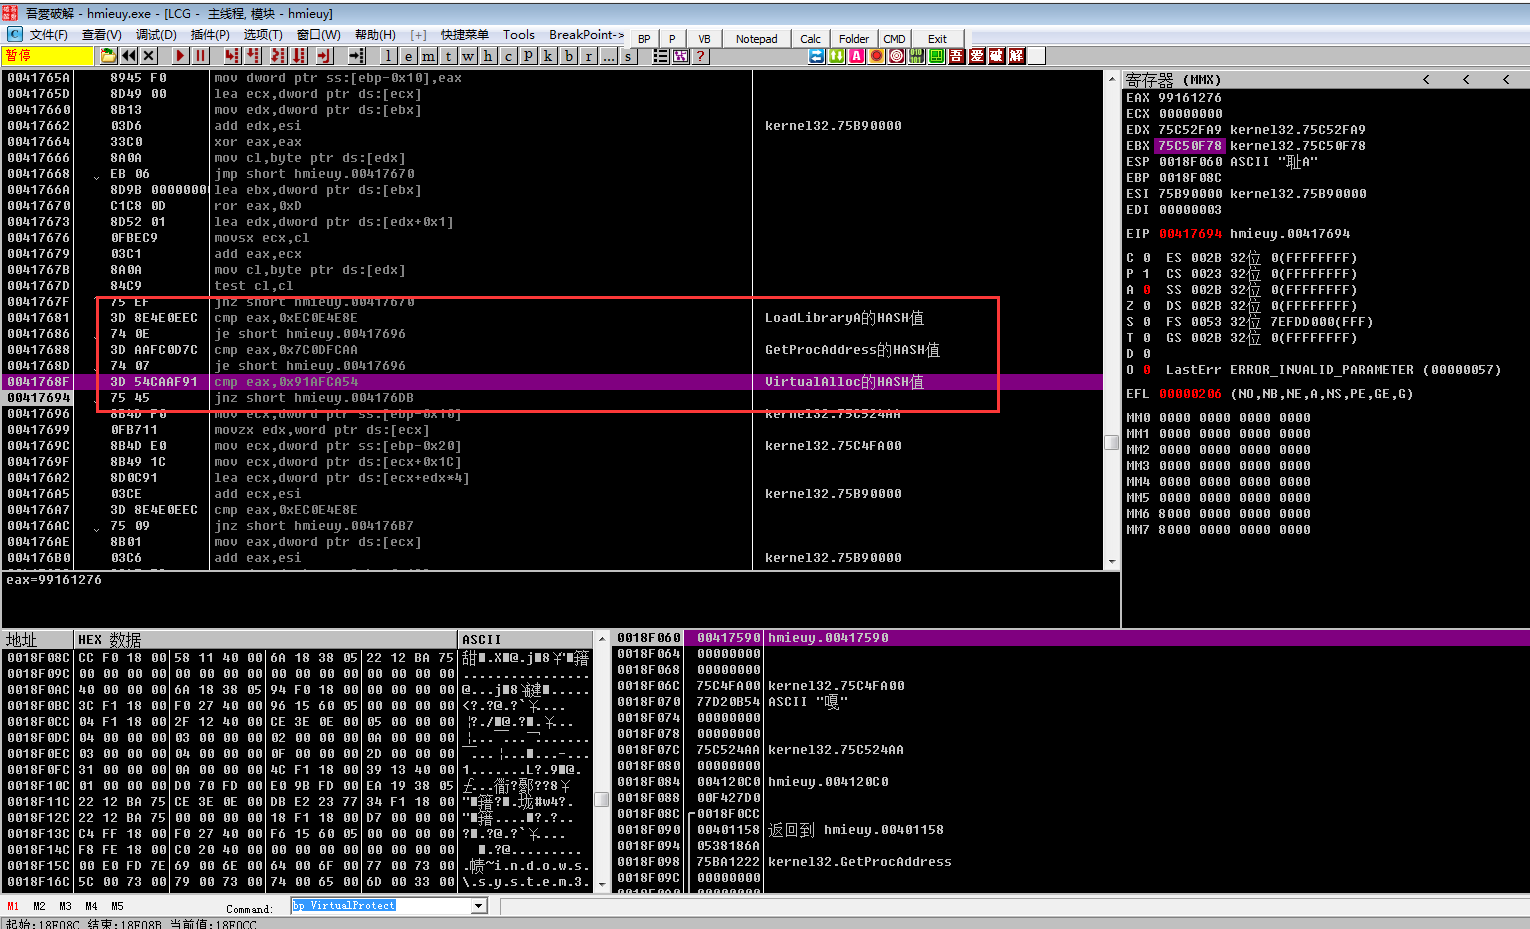 吾爱破解 - hmieuy.exe - [LCG - 主线程, 模块 - hmieuy]
文件(F) 查看(V) 调试(D) 插件(P) 选项(T) 窗口(W) 帮助(H) [+] 快捷菜单 Tools BreakPoint-> BP P VB Notepad Calc Folder CMD Exit
暂停 l e m t w h c P k b r ... s ? 吾 爱 破 解
0041765A 8945 F0 mov dword ptr ss:[ebp-0x10],eax
0041765D 8D49 00 lea ecx,dword ptr ds:[ecx]
00417660 8B13 mov edx,dword ptr ds:[ebx]
00417662 03D6 add edx,esi kernel32.75B90000
00417664 33C0 xor eax,eax
00417666 8A0A mov cl,byte ptr ds:[edx]
00417668 EB 06 jmp short hmieuy.00417670
0041766A 8D9B 0000000 lea ebx,dword ptr ds:[ebx]
00417670 C1C8 0D ror eax,0xD
00417673 8D52 01 lea edx,dword ptr ds:[edx+0x1]
00417676 0FBEC9 movsx ecx,cl
00417679 03C1 add eax,ecx
0041767B 8A0A mov cl,byte ptr ds:[edx]
0041767D 84C9 test cl,cl
0041767F 75 EF jnz short hmieuy.00417670
00417681 3D 8E4E0EEC cmp eax,0xEC0E4E8E LoadLibraryA的HASH值
00417686 74 0E je short hmieuy.00417696
00417688 3D AAFC0D7C cmp eax,0x7C0DFCAA GetProcAddress的HASH值
0041768D 74 07 je short hmieuy.00417696
0041768F 3D 54CAAF91 cmp eax,0x91AFCA54 VirtualAlloc的HASH值
00417694 75 45 jnz short hmieuy.004176DB
00417696 8B4D F0 mov ecx,dword ptr ss:[ebp-0x10] kernel32.75C524AA
00417699 0FB711 movzx edx,word ptr ds:[ecx]
0041769C 8B4D E0 mov ecx,dword ptr ss:[ebp-0x20] kernel32.75C4FA00
0041769F 8B49 1C mov ecx,dword ptr ds:[ecx+0x1C]
004176A2 8D0C91 lea ecx,dword ptr ds:[ecx+edx*4]
004176A5 03CE add ecx,esi kernel32.75B90000
004176A7 3D 8E4E0EEC cmp eax,0xEC0E4E8E
004176AC 75 09 jnz short hmieuy.004176B7
004176AE 8B01 mov eax,dword ptr ds:[ecx]
004176B0 03C6 add eax,esi kernel32.75B90000
eax=99161276
寄存器 (MMX) < < <
EAX 99161276
ECX 00000000
EDX 75C52FA9 kernel32.75C52FA9
EBX 75C50F78 kernel32.75C50F78
ESP 0018F060 ASCII "耻A"
EBP 0018F08C
ESI 75B90000 kernel32.75B90000
EDI 00000003
EIP 00417694 hmieuy.00417694
C 0 ES 002B 32位 0(FFFFFFFF)
P 1 CS 0023 32位 0(FFFFFFFF)
A 0 SS 002B 32位 0(FFFFFFFF)
Z 0 DS 002B 32位 0(FFFFFFFF)
S 0 FS 0053 32位 7EFDD000(FFF)
T 0 GS 002B 32位 0(FFFFFFFF)
D 0
O 0 LastErr ERROR_INVALID_PARAMETER (00000057)
EFL 00000206 (NO,NB,NE,A,NS,PE,GE,G)
MM0 0000 0000 0000 0000
MM1 0000 0000 0000 0000
MM2 0000 0000 0000 0000
MM3 0000 0000 0000 0000
MM4 0000 0000 0000 0000
MM5 0000 0000 0000 0000
MM6 8000 0000 0000 0000
MM7 8000 0000 0000 0000
地址 HEX 数据 ASCII
0018F08C CC F0 18 00 58 11 40 00 6A 18 38 05 22 12 BA 75
0018F09C 00 00 00 00 00 00 00 00 00 00 00 00 00 00 00 00 ................
0018F0AC 40 00 00 00 6A 18 38 05 94 F0 18 00 00 00 00 00
0018F0BC 3C F1 18 00 F0 27 40 00 96 15 60 05 00 00 00 00
0018F0CC 04 F1 18 00 2F 12 40 00 CE 3E 0E 00 05 00 00 00
0018F0DC 04 00 00 00 03 00 00 00 02 00 00 00 0A 00 00 00
0018F0EC 03 00 00 00 04 00 00 00 0F 00 00 00 2D 00 00 00
0018F0FC 31 00 00 00 0A 00 00 00 4C F1 18 00 39 13 40 00
0018F10C 01 00 00 00 D0 70 FD 00 E0 9B FD 00 EA 19 38 05
0018F11C 22 12 BA 75 CE 3E 0E 00 DB E2 23 77 34 F1 18 00
0018F12C 22 12 BA 75 00 00 00 00 18 F1 18 00 D7 00 00 00
0018F13C C4 FF 18 00 F0 27 40 00 F6 15 60 05 00 00 00 00
0018F14C F8 FE 18 00 C0 20 40 00 00 00 00 00 00 00 00 00
0018F15C 00 E0 FD 7E 69 00 6E 00 64 00 6F 00 77 00 73 00
0018F16C 5C 00 73 00 79 00 73 00 74 00 65 00 6D 00 33 00 \.s.y.s.t.e.m.3.
0018F060 00417590 hmieuy.00417590
0018F064 00000000
0018F068 00000000
0018F06C 75C4FA00 kernel32.75C4FA00
0018F070 77D20B54 ASCII "嘎"
0018F074 00000000
0018F078 00000000
0018F07C 75C524AA kernel32.75C524AA
0018F080 00000000
0018F084 004120C0 hmieuy.004120C0
0018F088 00F427D0
0018F08C 0018F0CC
0018F090 00401158 返回到 hmieuy.00401158
0018F094 0538186A
0018F098 75BA1222 kernel32.GetProcAddress
0018F09C 00000000
M1 M2 M3 M4 M5 Command: bp VirtualProtect
起始:18F08C 结束:18F08B 当前值:18F0CC